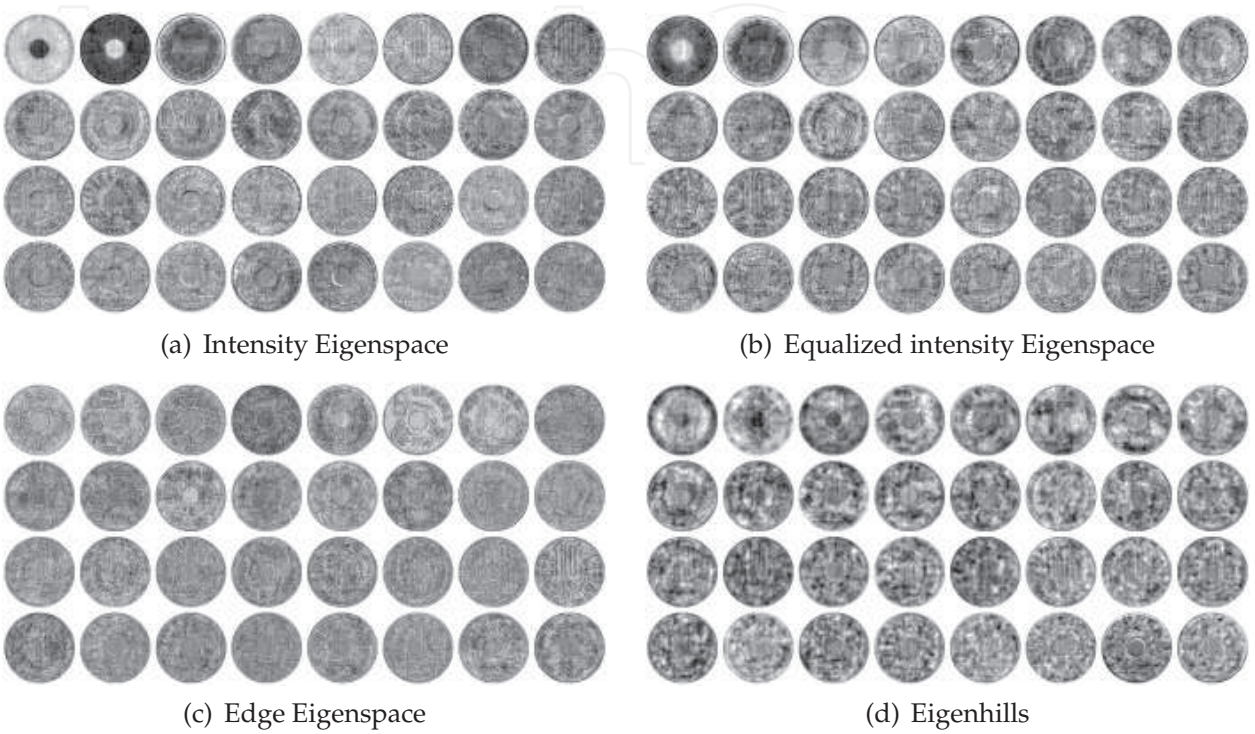 (a) Intensity Eigenspace
(b) Equalized intensity Eigenspace
(c) Edge Eigenspace
(d) Eigenhills